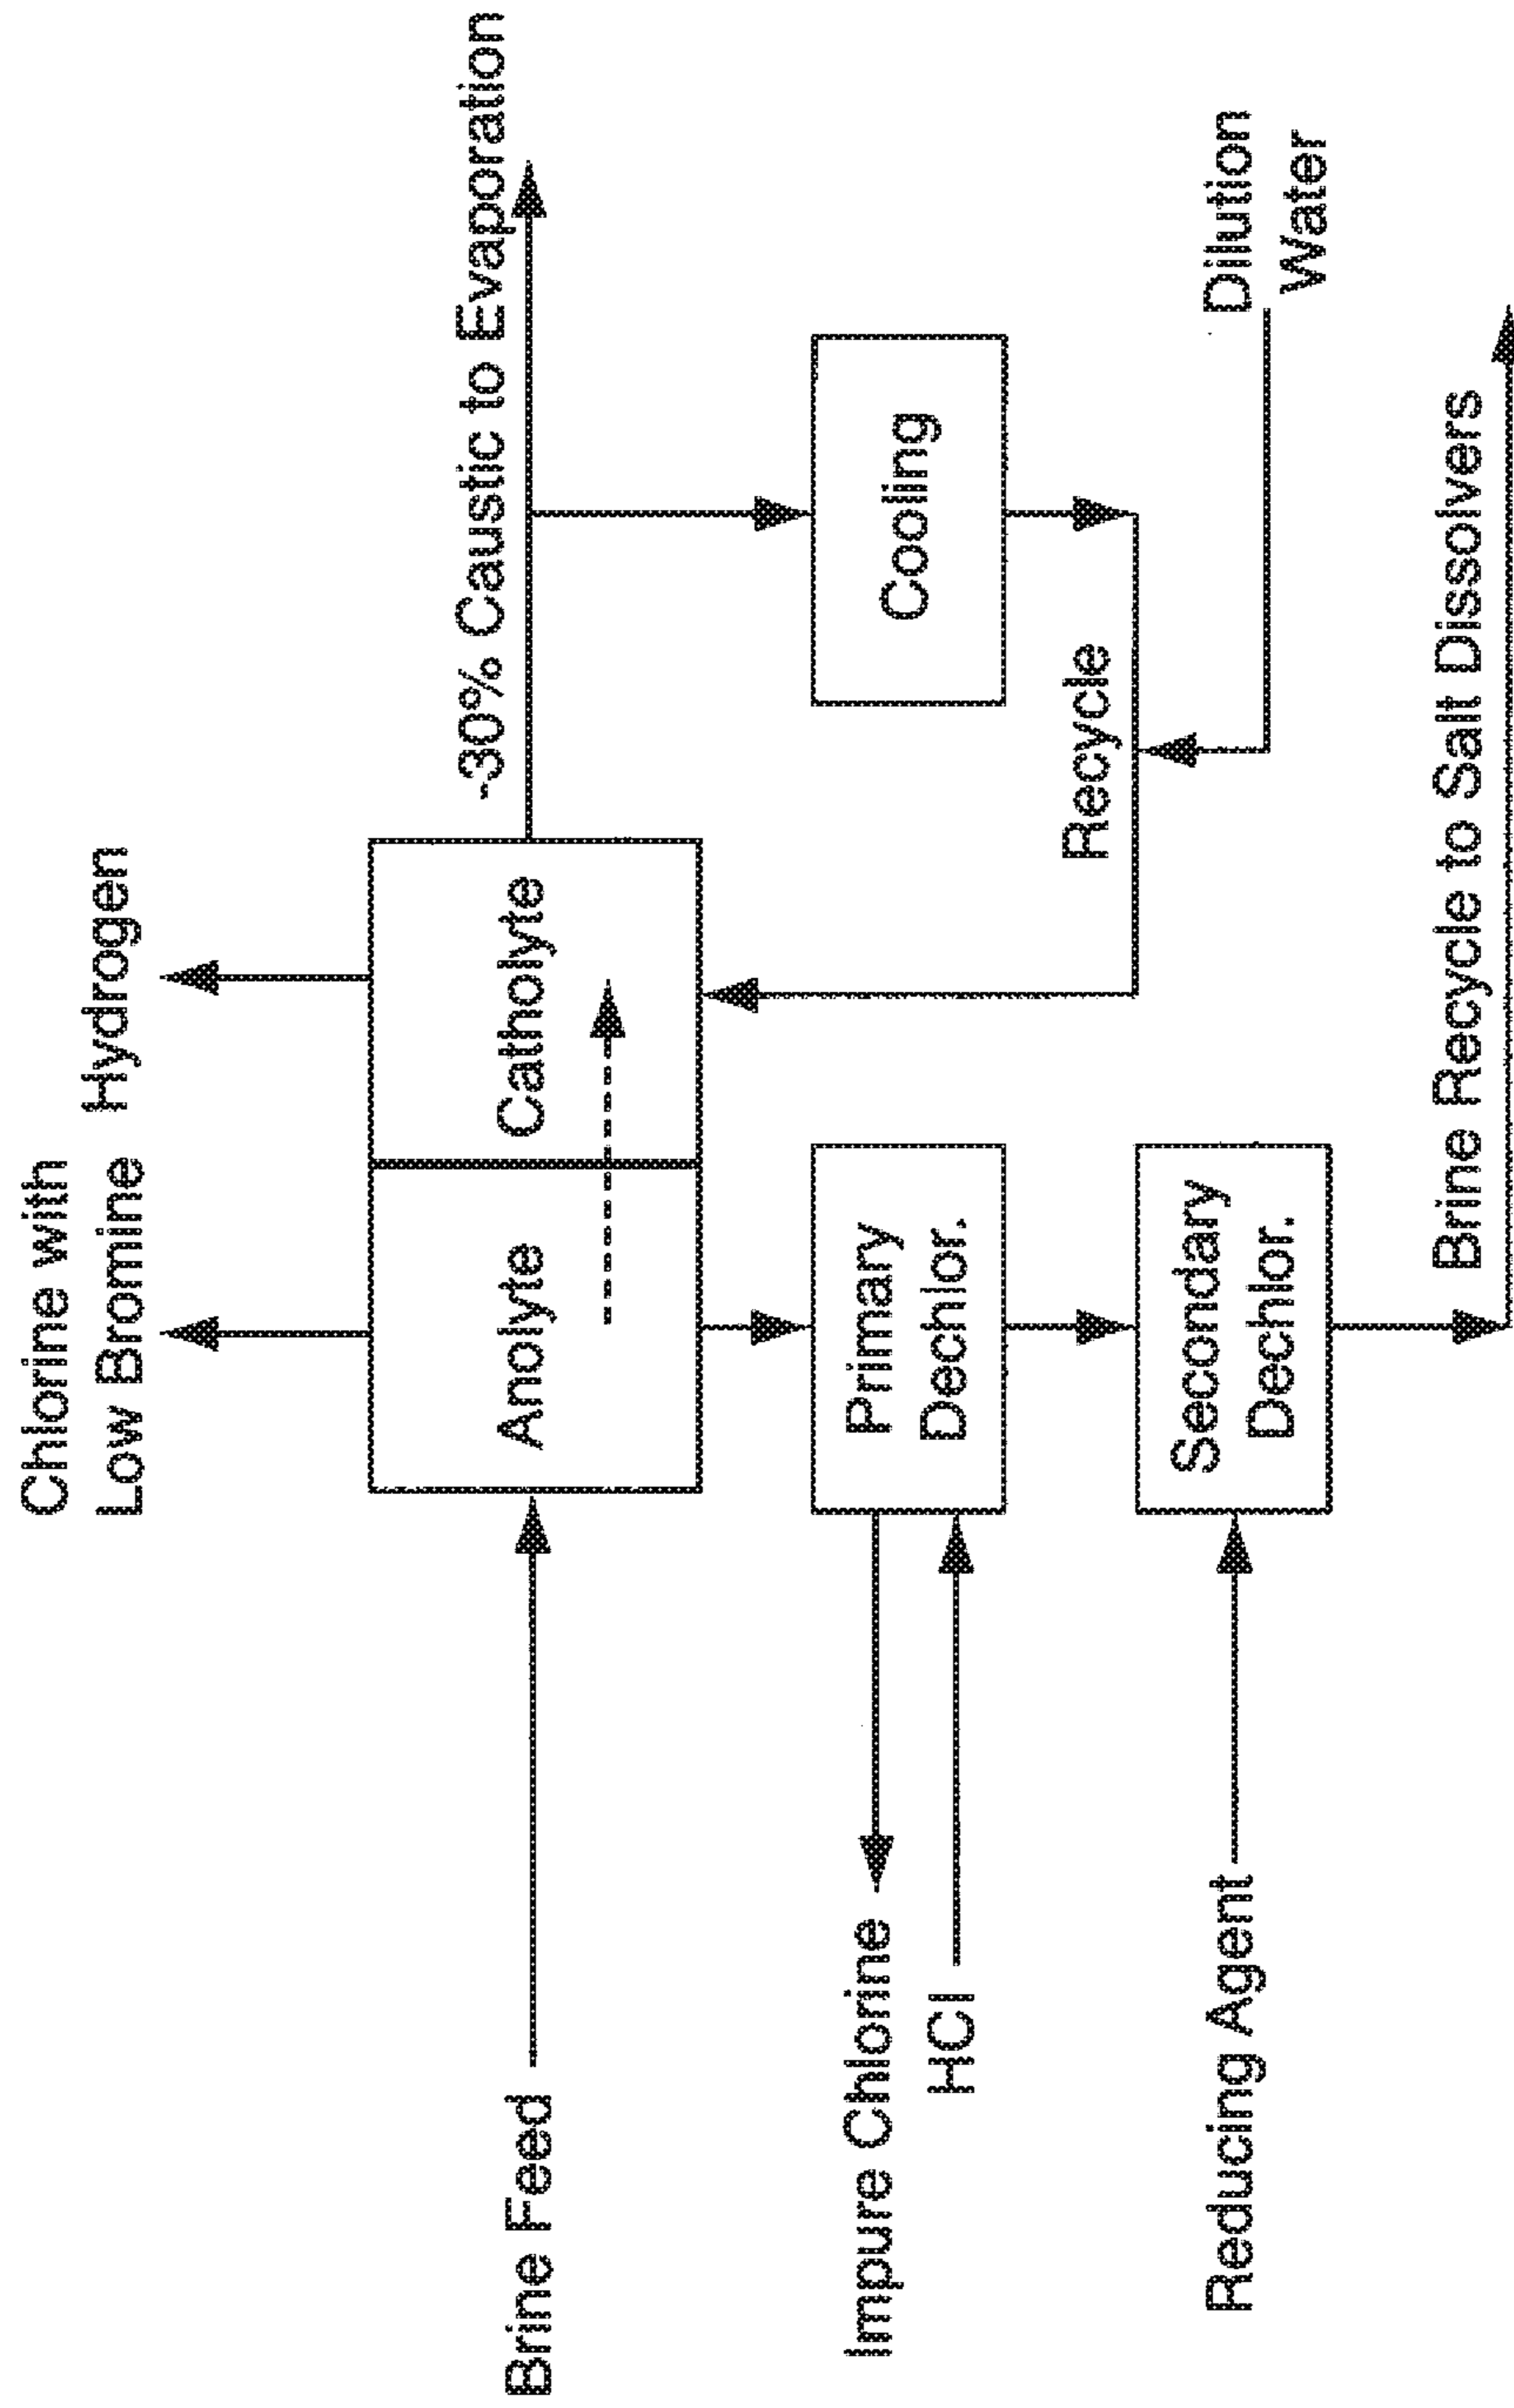 Chlorine with
Low Bromine
Hydrogen
Brine Feed
Anolyte
Catholyte
-30% Caustic to Evaporation
Impure Chlorine
HCl
Primary
Dechlor.
Cooling
Recycle
Reducing Agent
Secondary
Dechlor.
Dilution
Water
Brine Recycle to Salt Dissolvers